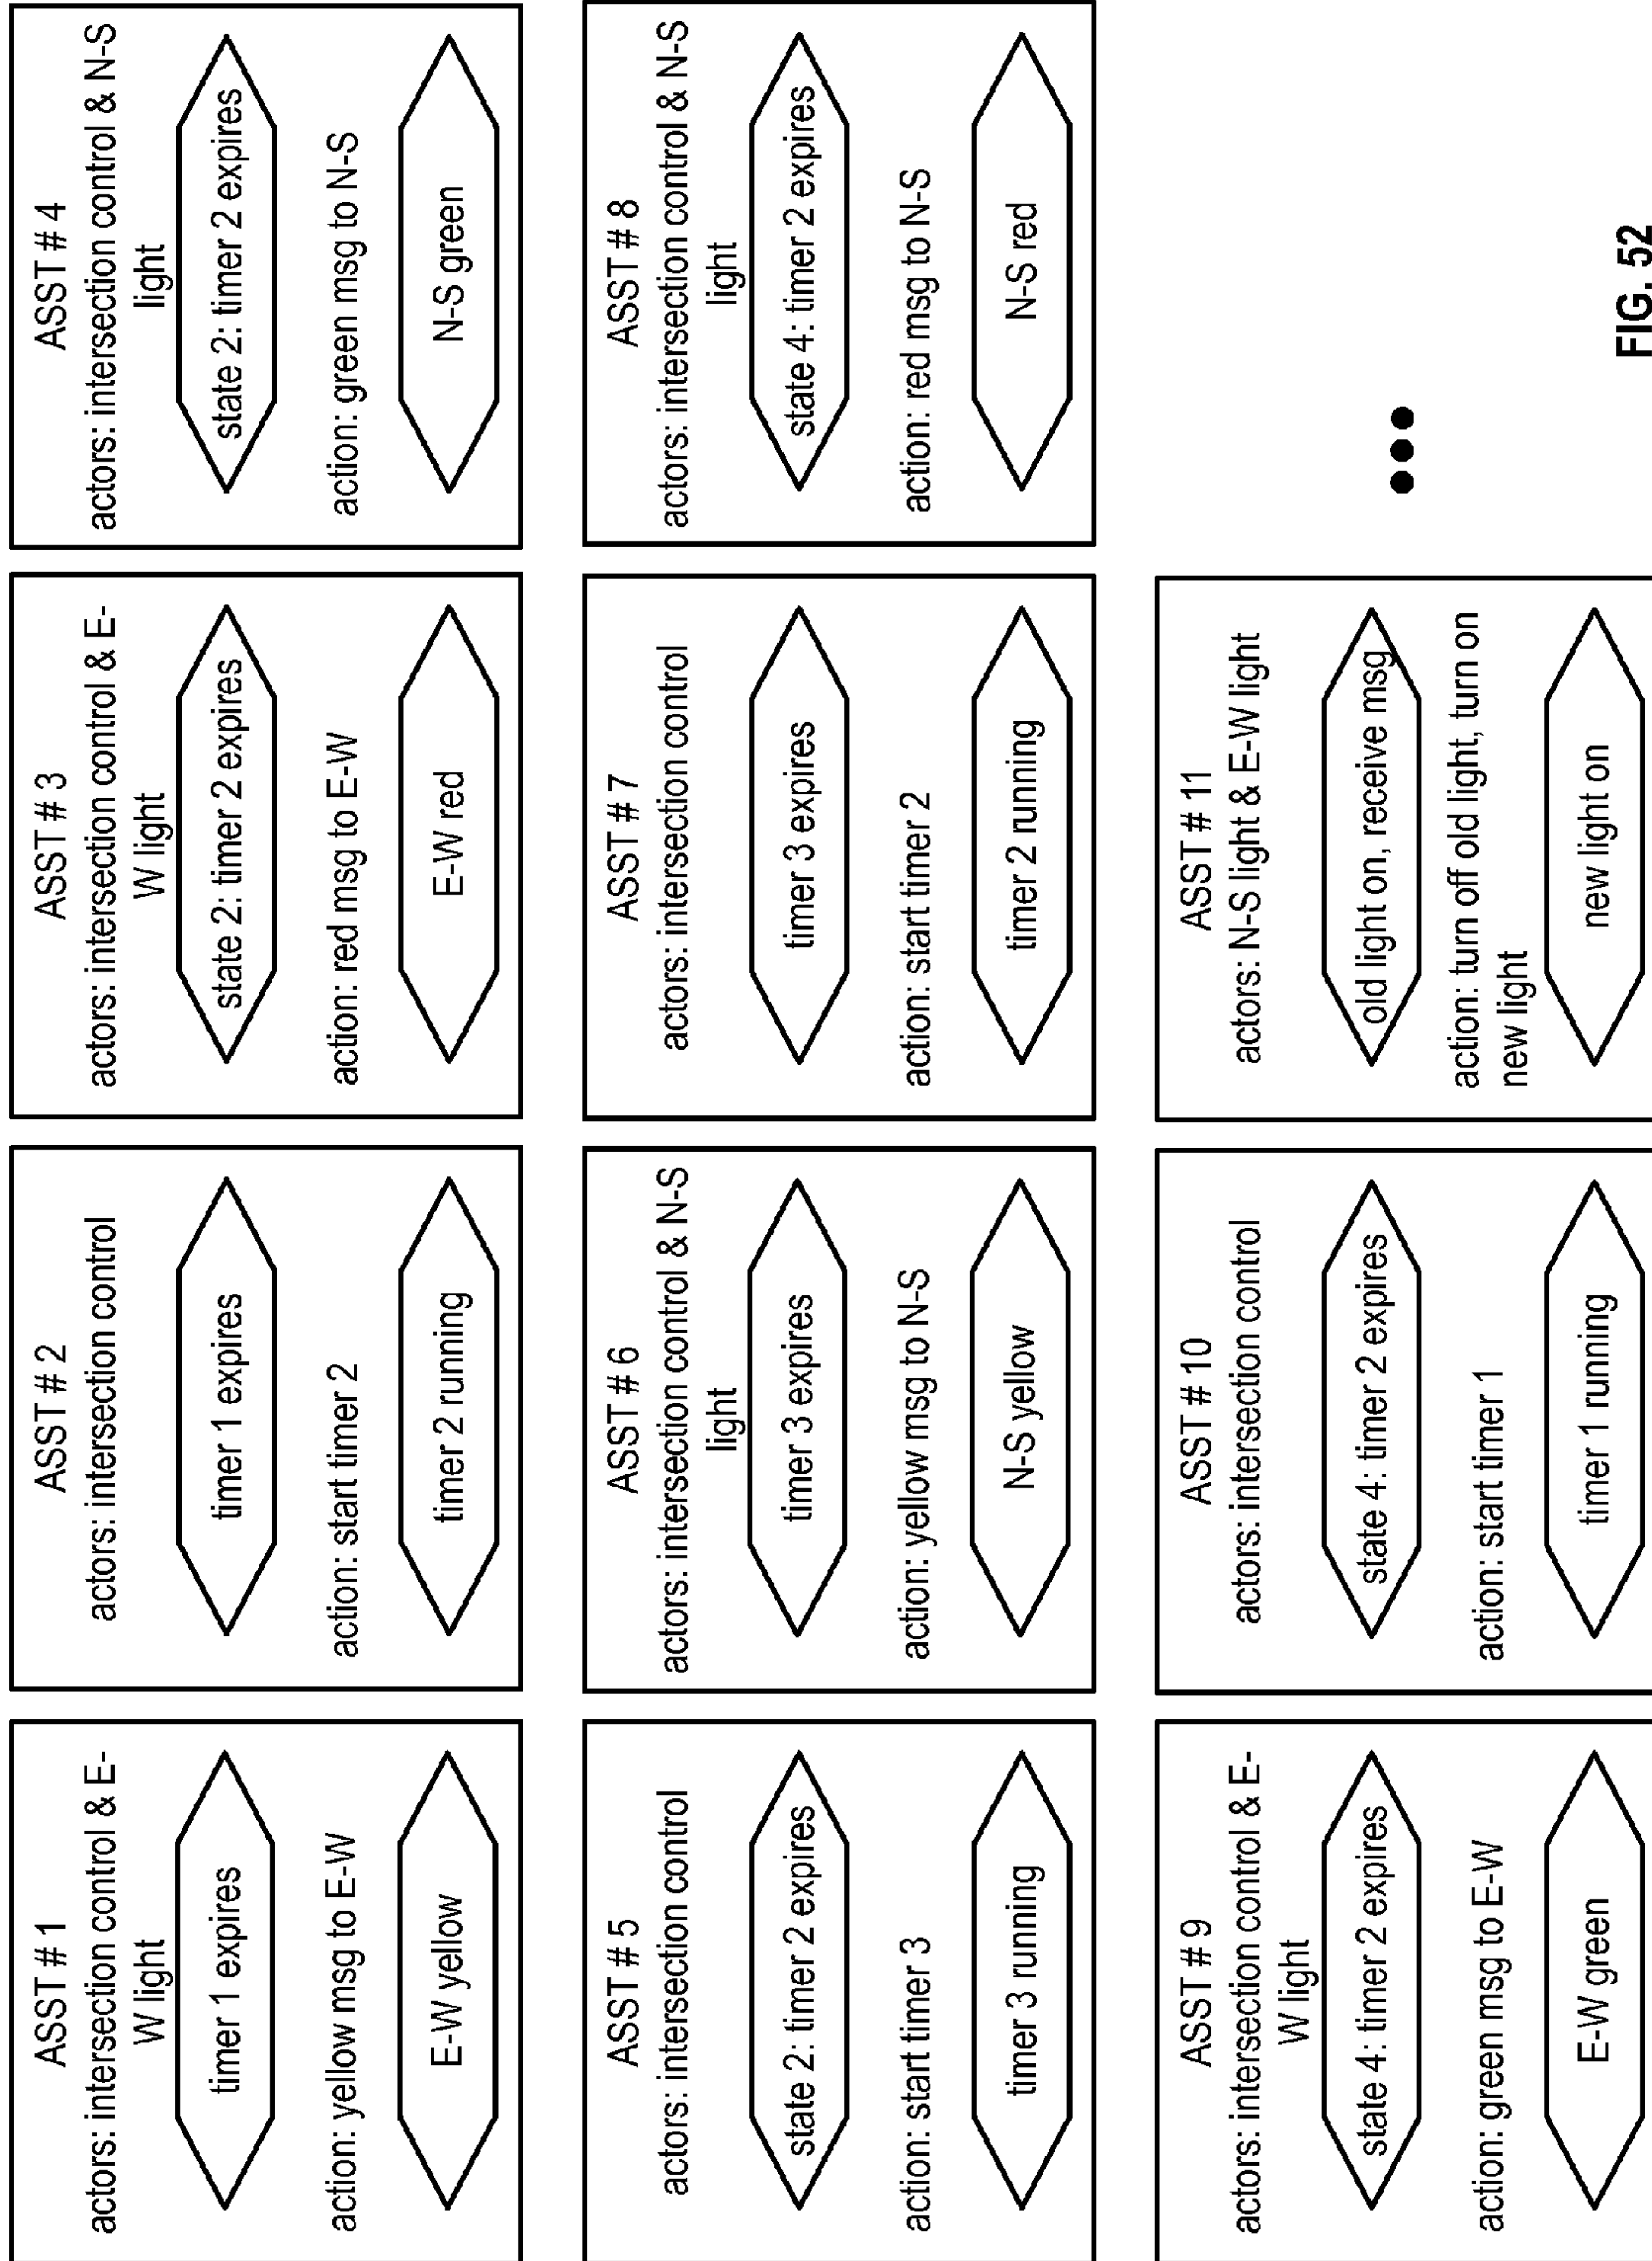 ASST # 1
actors: intersection control & E-
W light
timer 1 expires
action: yellow msg to E-W
E-W yellow
ASST # 2
actors: intersection control
timer 1 expires
action: start timer 2
timer 2 running
ASST # 3
actors: intersection control & E-
W light
state 2: timer 2 expires
action: red msg to E-W
E-W red
ASST # 4
actors: intersection control & N-S
light
state 2: timer 2 expires
action: green msg to N-S
N-S green
ASST # 5
actors: intersection control
state 2: timer 2 expires
action: start timer 3
timer 3 running
ASST # 6
actors: intersection control & N-S
light
timer 3 expires
action: yellow msg to N-S
N-S yellow
ASST # 7
actors: intersection control
timer 3 expires
action: start timer 2
timer 2 running
ASST # 8
actors: intersection control & N-S
light
state 4: timer 2 expires
action: red msg to N-S
N-S red
ASST # 9
actors: intersection control & E-
W light
state 4: timer 2 expires
action: green msg to E-W
E-W green
ASST # 10
actors: intersection control
state 4: timer 2 expires
action: start timer 1
timer 1 running
ASST # 11
actors: N-S light & E-W light
old light on, receive msg
action: turn off old light, turn on
new light
new light on
FIG. 52